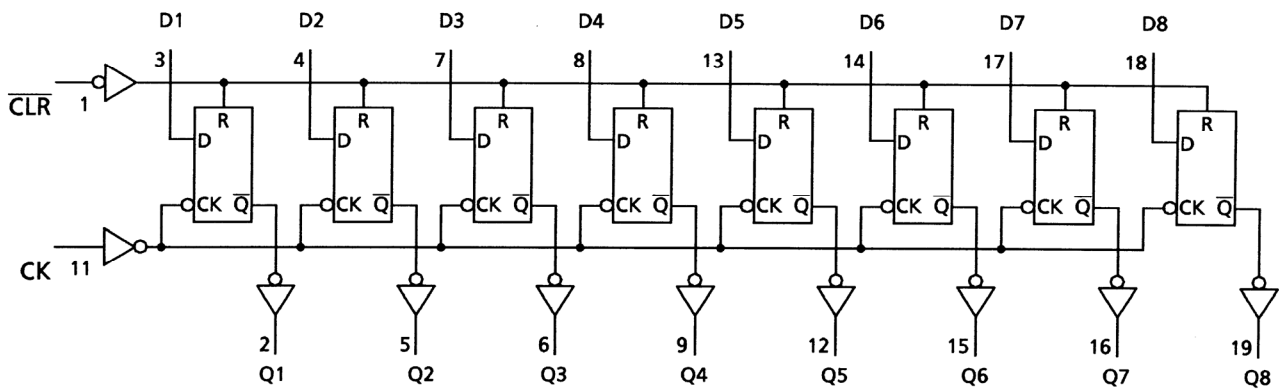 D1 D2 D3 D4 D5 D6 D7 D8
3 4 7 8 13 14 17 18
C̅L̅R̅ 1
R R R R R R R R
D D D D D D D D
CK Q̅ CK Q̅ CK Q̅ CK Q̅ CK Q̅ CK Q̅ CK Q̅ CK Q̅
CK 11
2 5 6 9 12 15 16 19
Q1 Q2 Q3 Q4 Q5 Q6 Q7 Q8